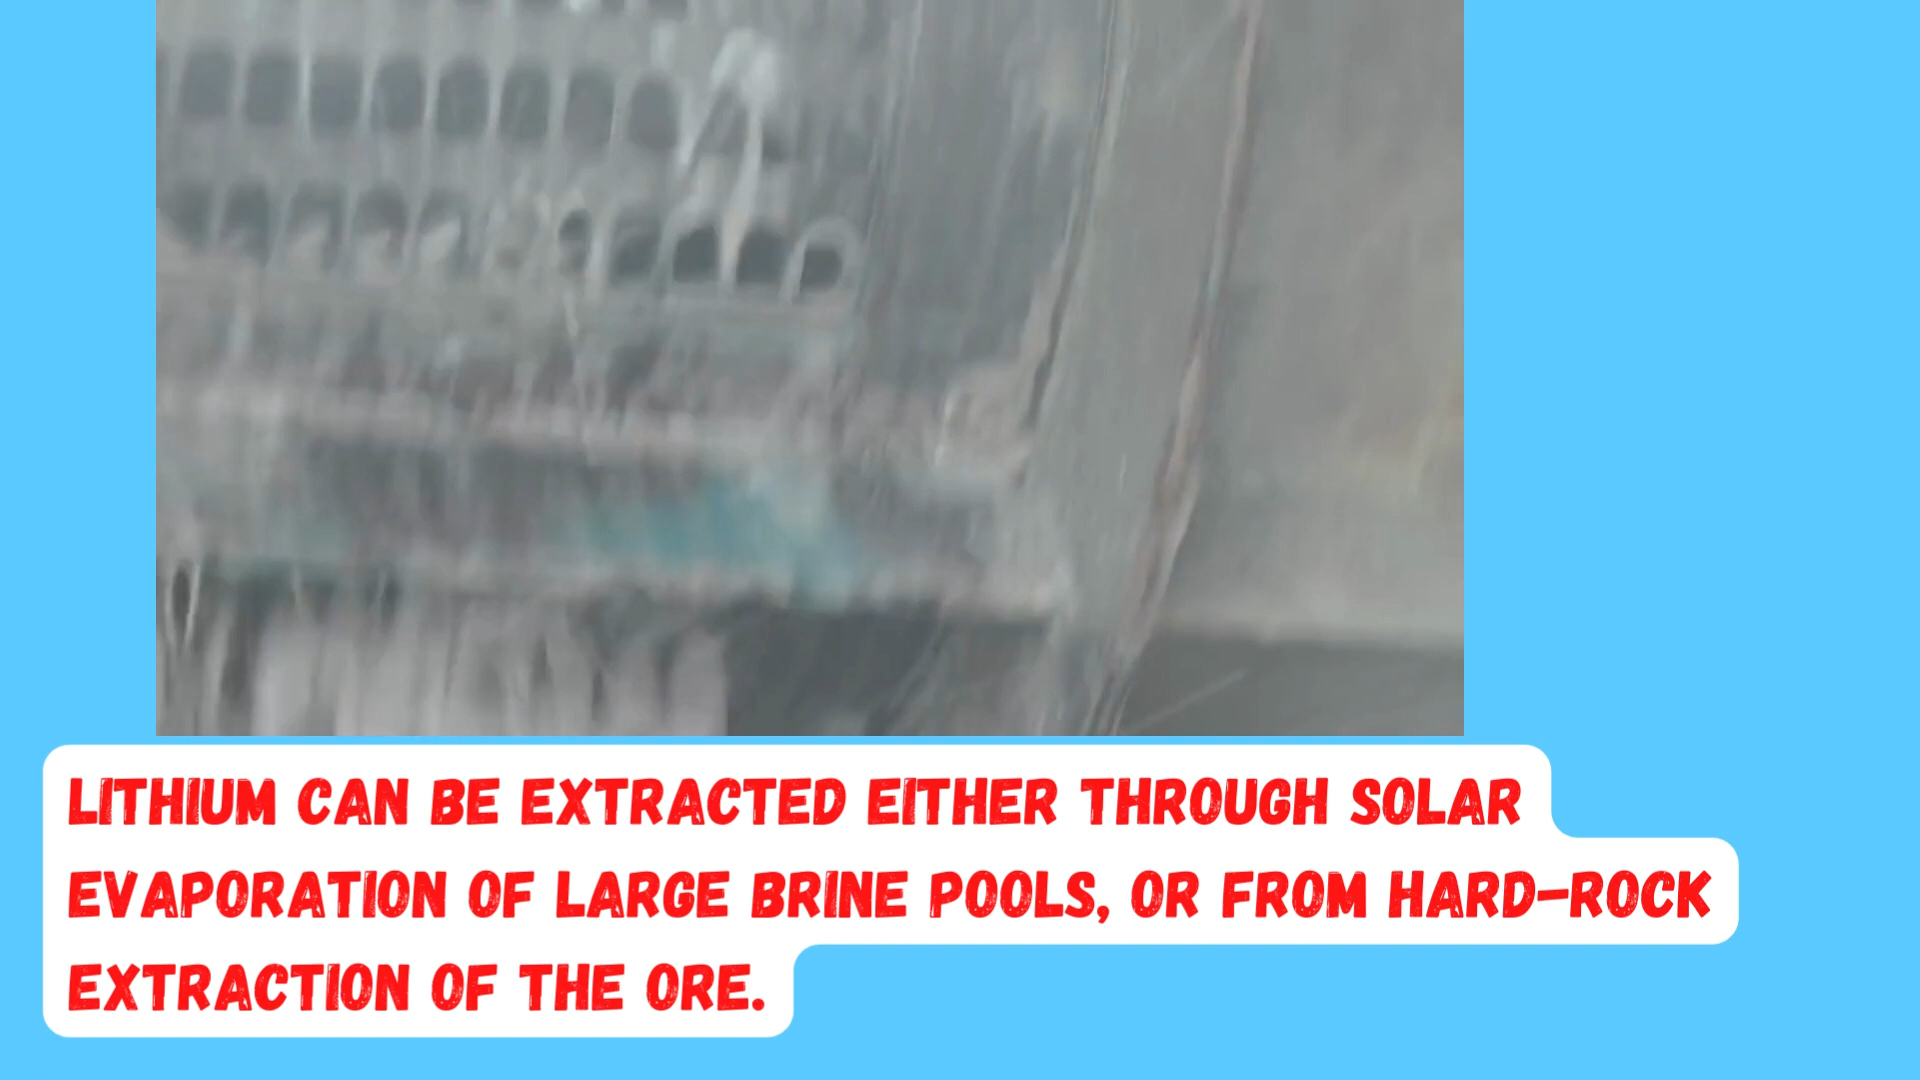 LITHIUM CAN BE EXTRACTED EITHER THROUGH SOLAR
EVAPORATION OF LARGE BRINE POOLS, OR FROM HARD-ROCK
EXTRACTION OF THE ORE.